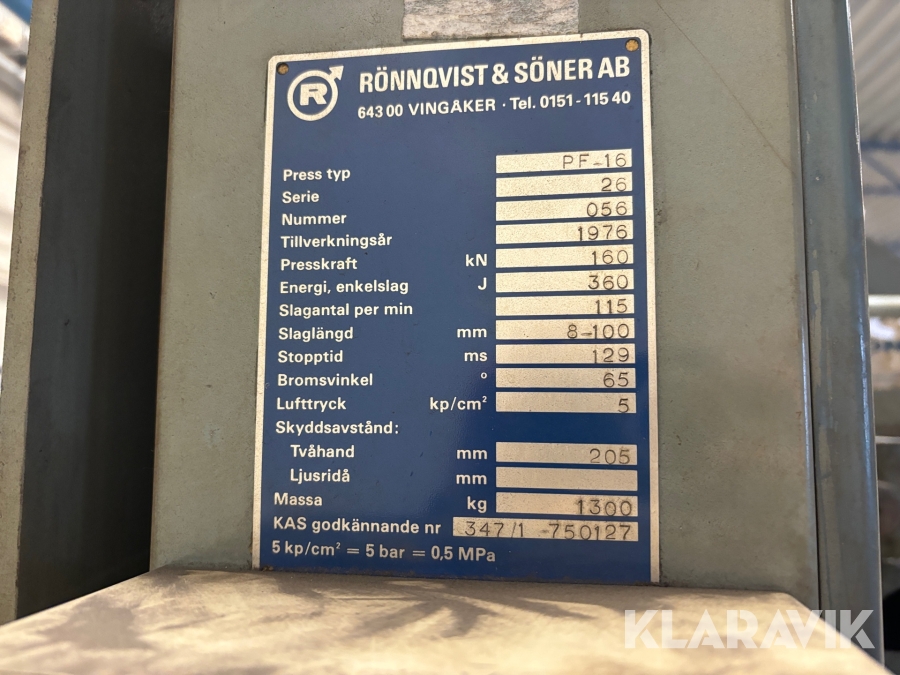 R
RÖNNQVIST & SÖNER AB
643 00 VINGÅKER · Tel. 0151-115 40
Press typ PF-16
Serie 26
Nummer 056
Tillverkningsår 1976
Presskraft kN 160
Energi, enkelslag J 360
Slagantal per min 115
Slaglängd mm 8-100
Stopptid ms 129
Bromsvinkel ° 65
Lufttryck kp/cm² 5
Skyddsavstånd:
Tvåhand mm 205
Ljusridå mm
Massa kg 1300
KAS godkännande nr 347/1 -750127
5 kp/cm² = 5 bar = 0,5 MPa
KLARAVIK